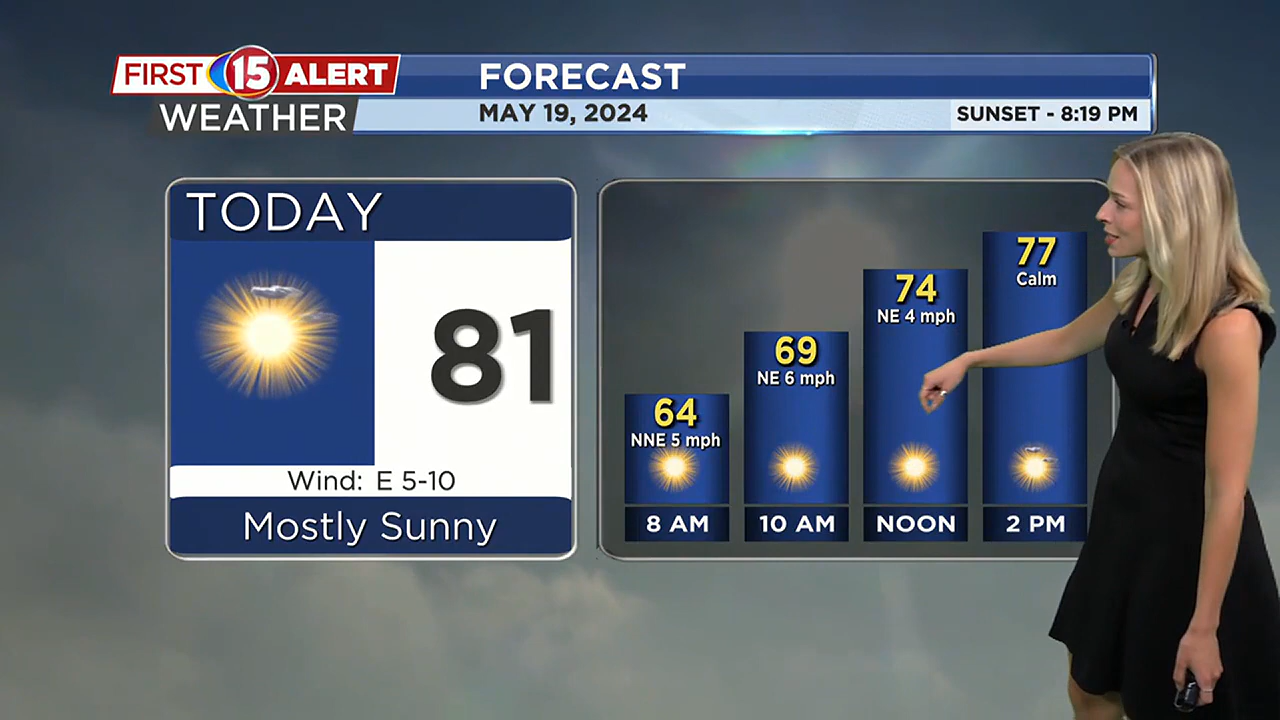 FIRST 15 ALERT
WEATHER
FORECAST
MAY 19, 2024
SUNSET - 8:19 PM
TODAY
81
Wind: E 5-10
Mostly Sunny
64
NNE 5 mph
8 AM
69
NE 6 mph
10 AM
74
NE 4 mph
NOON
77
Calm
2 PM